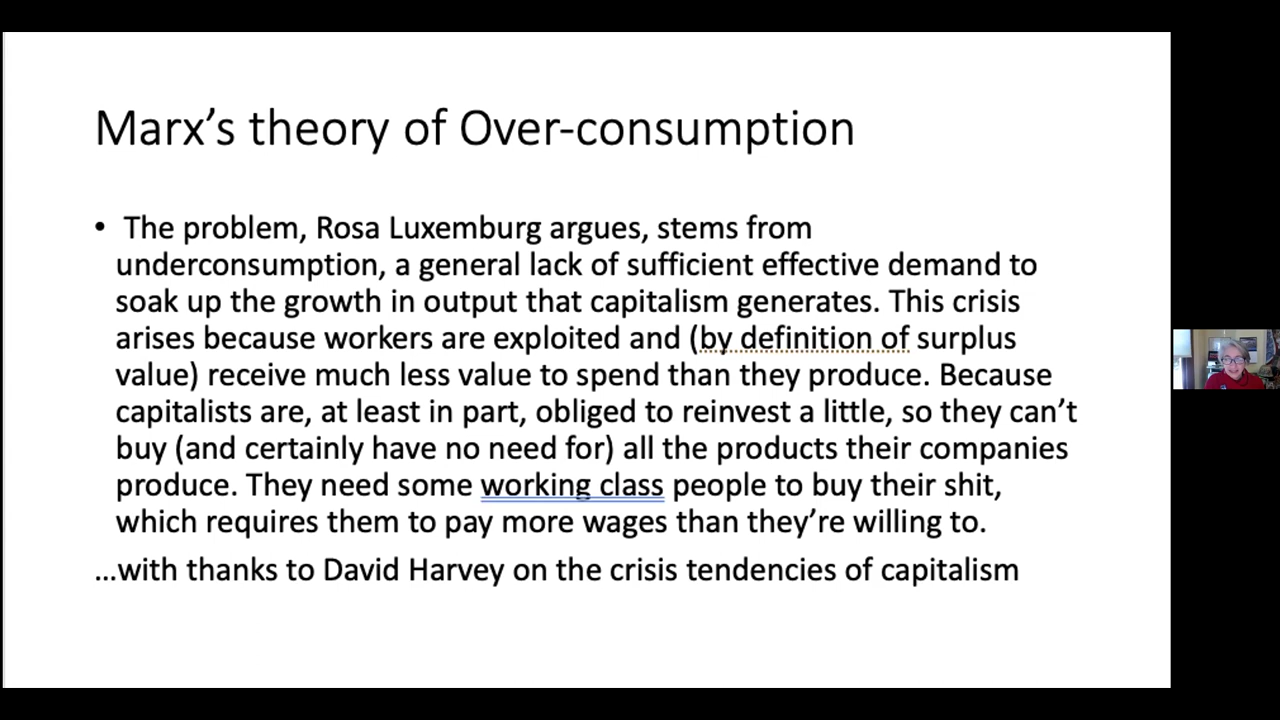 Marx’s theory of Over-consumption
• The problem, Rosa Luxemburg argues, stems from
underconsumption, a general lack of sufficient effective demand to
soak up the growth in output that capitalism generates. This crisis
arises because workers are exploited and (by definition of surplus
value) receive much less value to spend than they produce. Because
capitalists are, at least in part, obliged to reinvest a little, so they can’t
buy (and certainly have no need for) all the products their companies
produce. They need some working class people to buy their shit,
which requires them to pay more wages than they’re willing to.
…with thanks to David Harvey on the crisis tendencies of capitalism